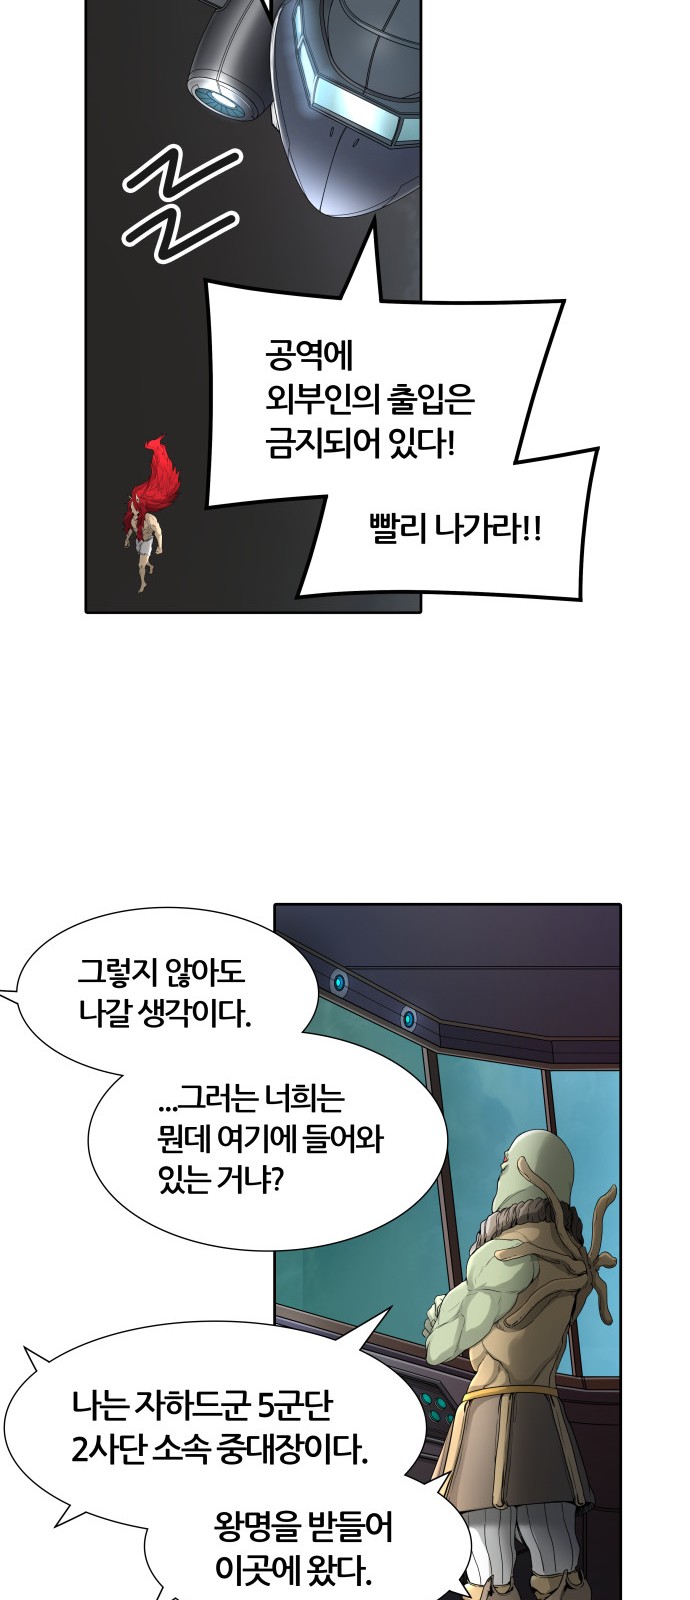 공역에
외부인의 출입은
금지되어 있다!
빨리 나가라!!
그렇지 않아도
나갈 생각이다.
...그러는 너희는
뭔데 여기에 들어와
있는 거냐?
나는 자하드군 5군단
2사단 소속 중대장이다.
왕명을 받들어
이곳에 왔다.